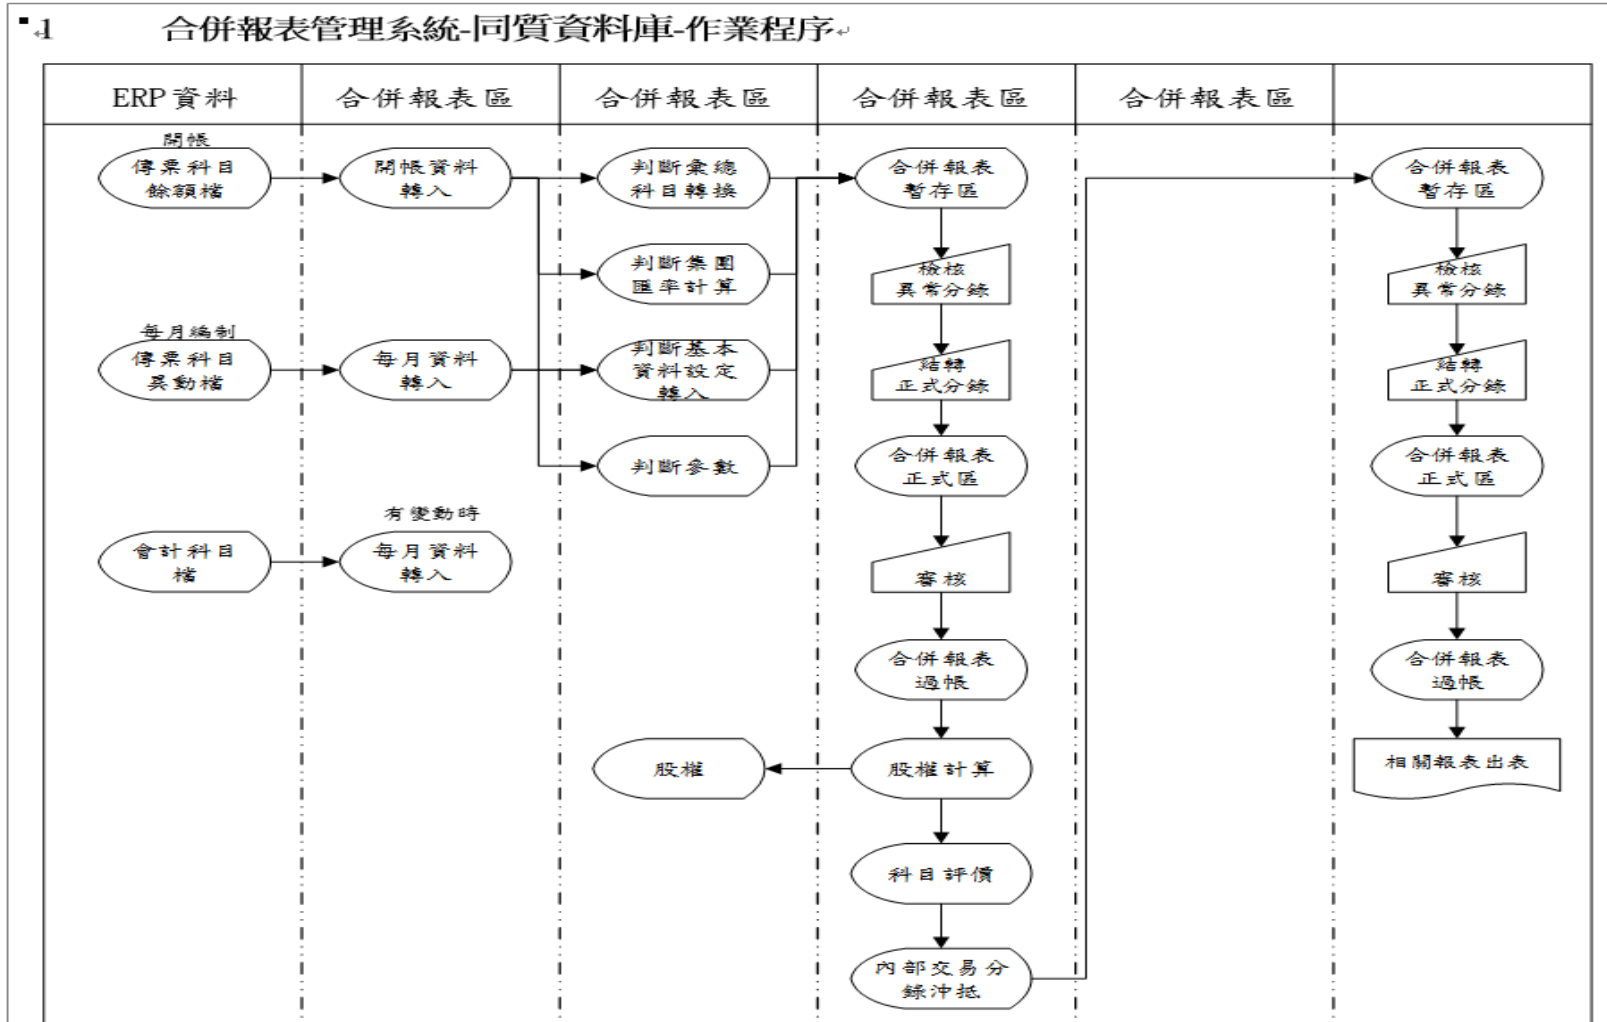 1 合併報表管理系統-同質資料庫-作業程序
ERP資料
合併報表區
合併報表區
合併報表區
合併報表區
開帳
傳票科目
餘額檔
開帳資料
轉入
判斷彙總
科目轉換
合併報表
暫存區
合併報表
暫存區
判斷集團
匯率計算
檢核
異常分錄
檢核
異常分錄
每月編制
傳票科目
異動檔
每月資料
轉入
判斷基本
資料設定
轉入
結轉
正式分錄
結轉
正式分錄
判斷參數
合併報表
正式區
合併報表
正式區
有變動時
會計科目
檔
每月資料
轉入
審核
審核
合併報表
過帳
合併報表
過帳
股權
股權計算
相關報表出表
科目評價
內部交易分
錄沖抵